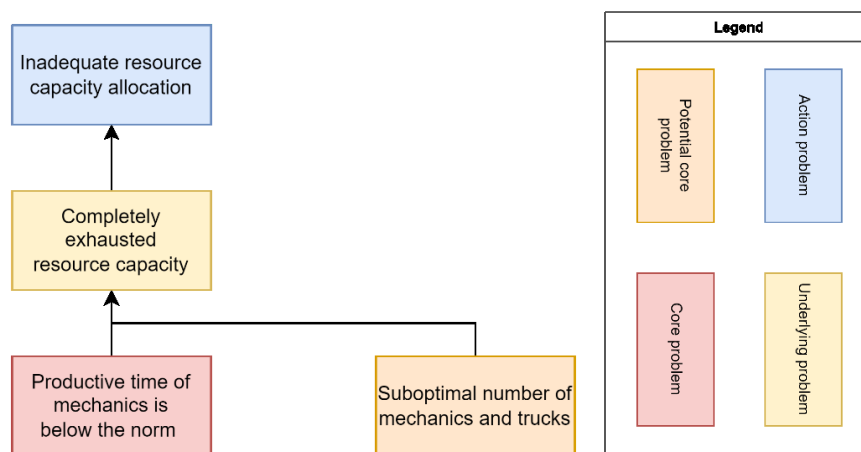 Inadequate resource
capacity allocation
Completely
exhausted
resource capacity
Productive time of
mechanics is
below the norm
Suboptimal number of
mechanics and trucks
Legend
Potential core
problem
Action problem
Core problem
Underlying problem